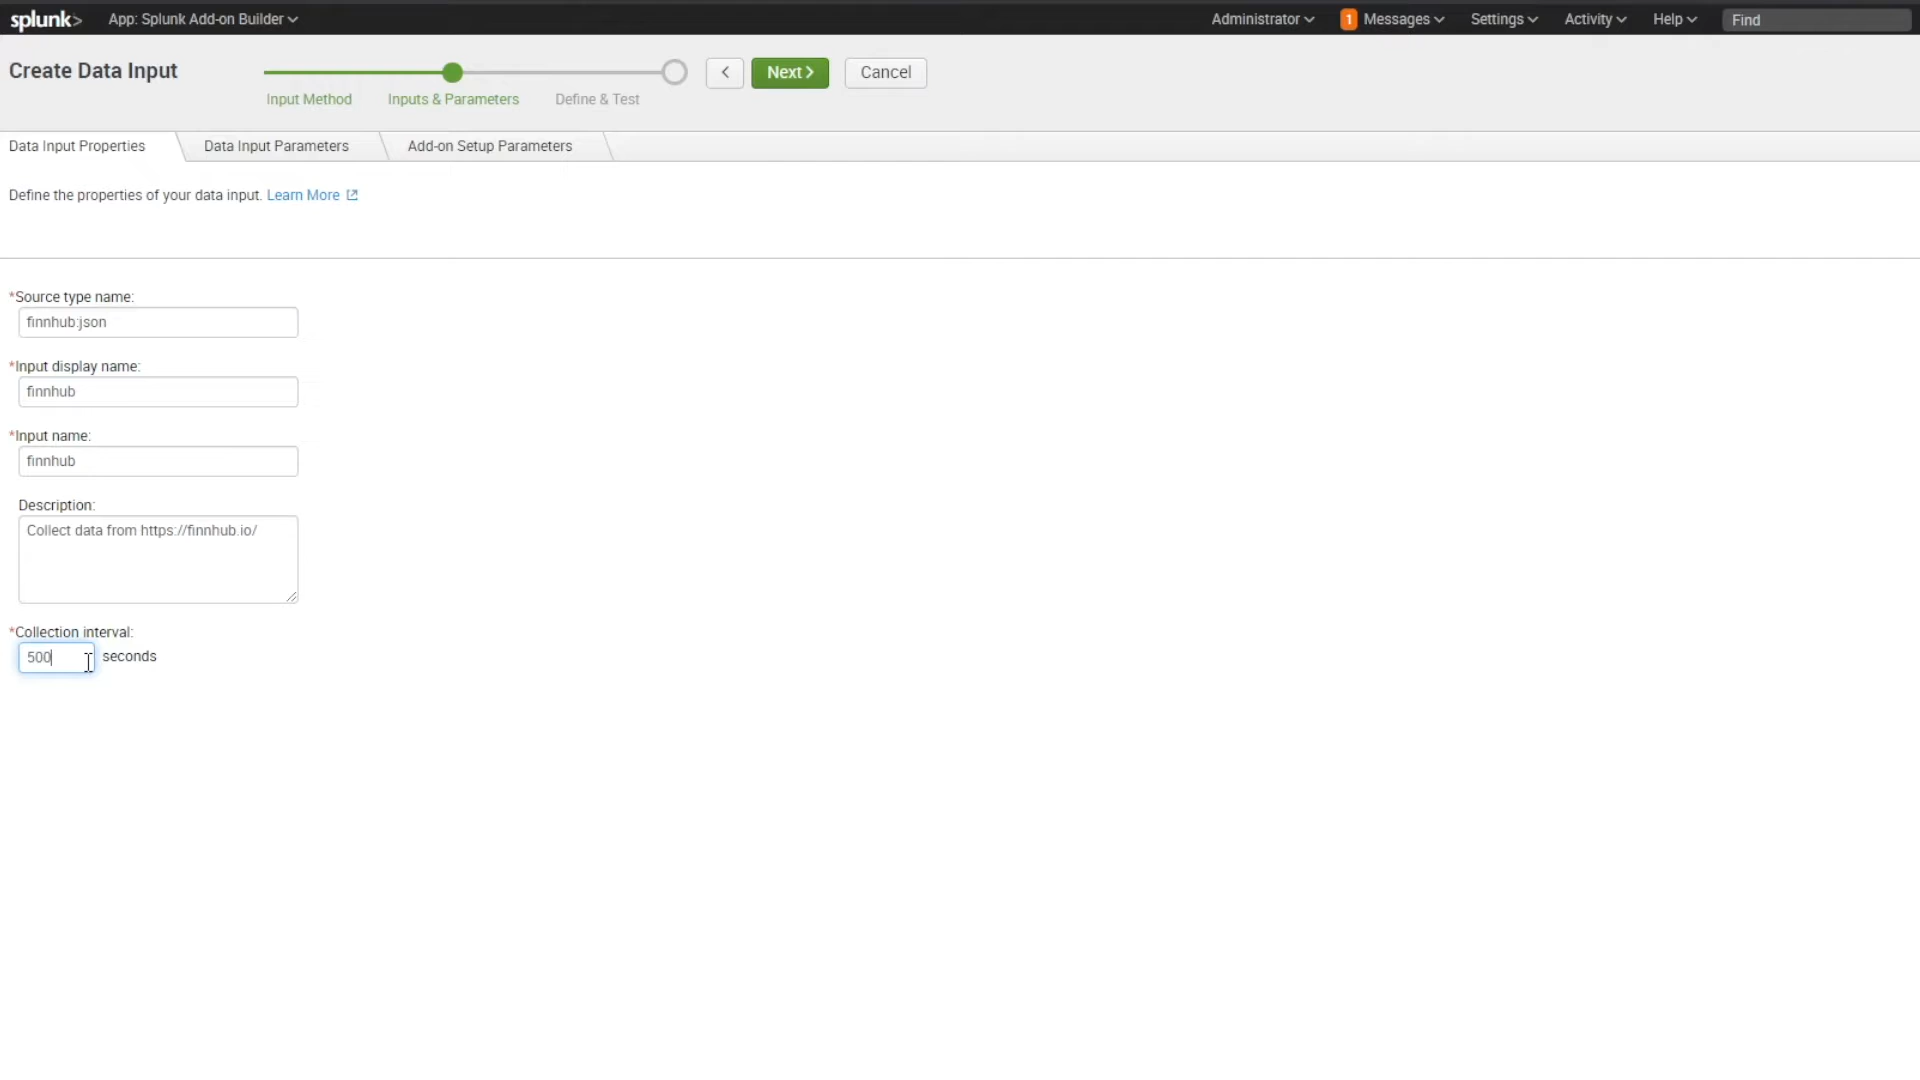 splunk>
App: Splunk Add-on Builder
Administrator
1 Messages
Settings
Activity
Help
Find
Create Data Input
Input Method
Inputs & Parameters
Define & Test
Next
Cancel
Data Input Properties
Data Input Parameters
Add-on Setup Parameters
Define the properties of your data input. Learn More
*Source type name:
finnhub:json
*Input display name:
finnhub
*Input name:
finnhub
Description:
Collect data from https://finnhub.io/
*Collection interval:
500 seconds